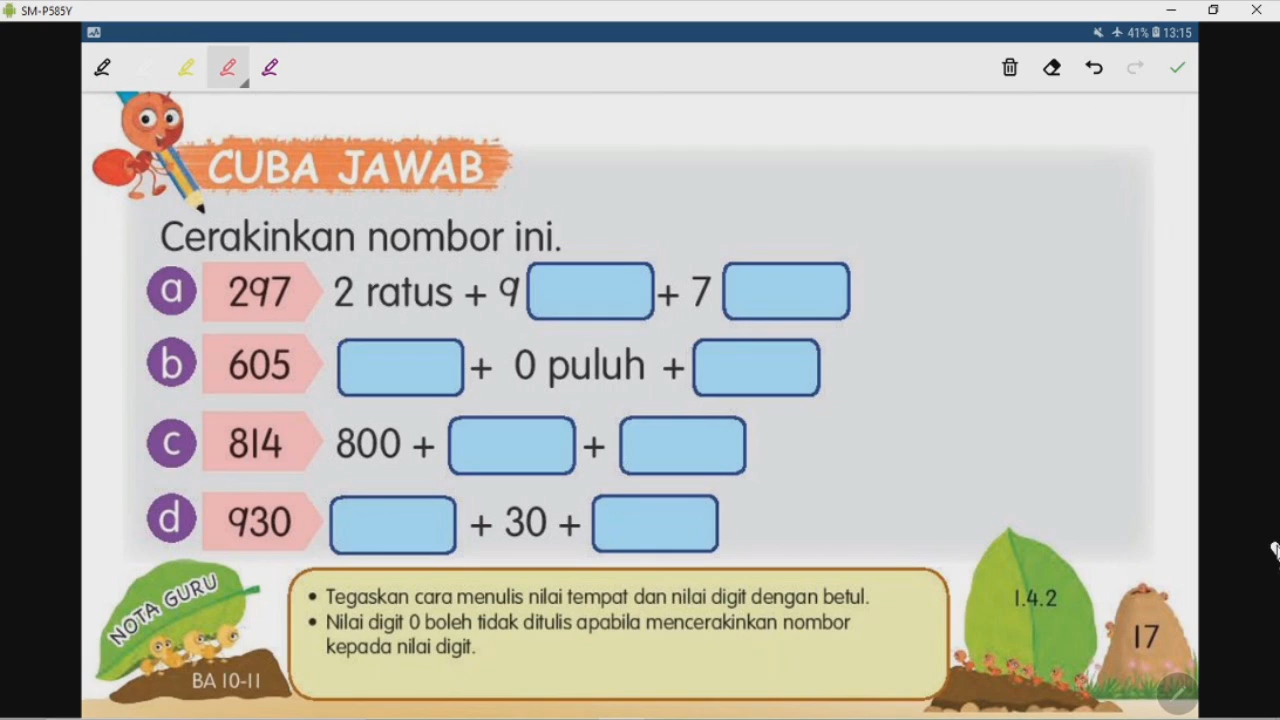 SM-P585Y
41% 13:15
CUBA JAWAB
Cerakinkan nombor ini.
a 297 2 ratus + 9 + 7
b 605 + 0 puluh +
c 814 800 + +
d 930 + 30 +
NOTA GURU
BA 10-11
• Tegaskan cara menulis nilai tempat dan nilai digit dengan betul.
• Nilai digit 0 boleh tidak ditulis apabila mencerakinkan nombor
kepada nilai digit.
1.4.2
17